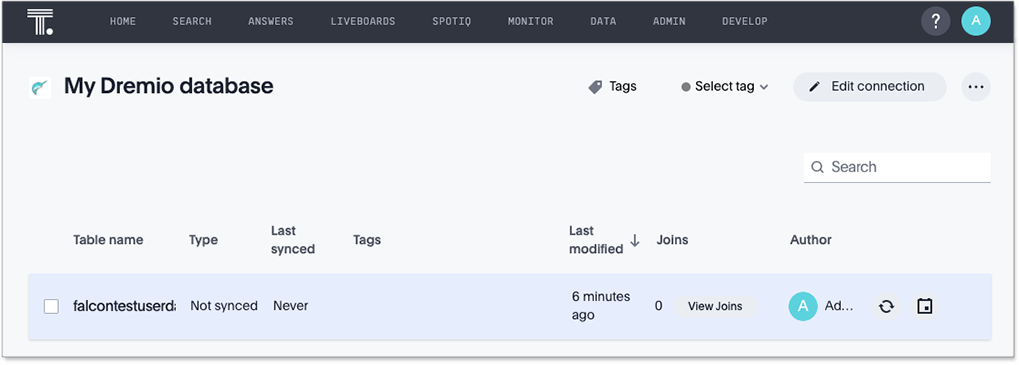 HOME SEARCH ANSWERS LIVEBOARDS SPOTIQ MONITOR DATA ADMIN DEVELOP ? A
My Dremio database Tags Select tag Edit connection ...
Search
Table name Type Last synced Tags Last modified Joins Author
falcontestuserda Not synced Never 6 minutes ago 0 View Joins A Ad...